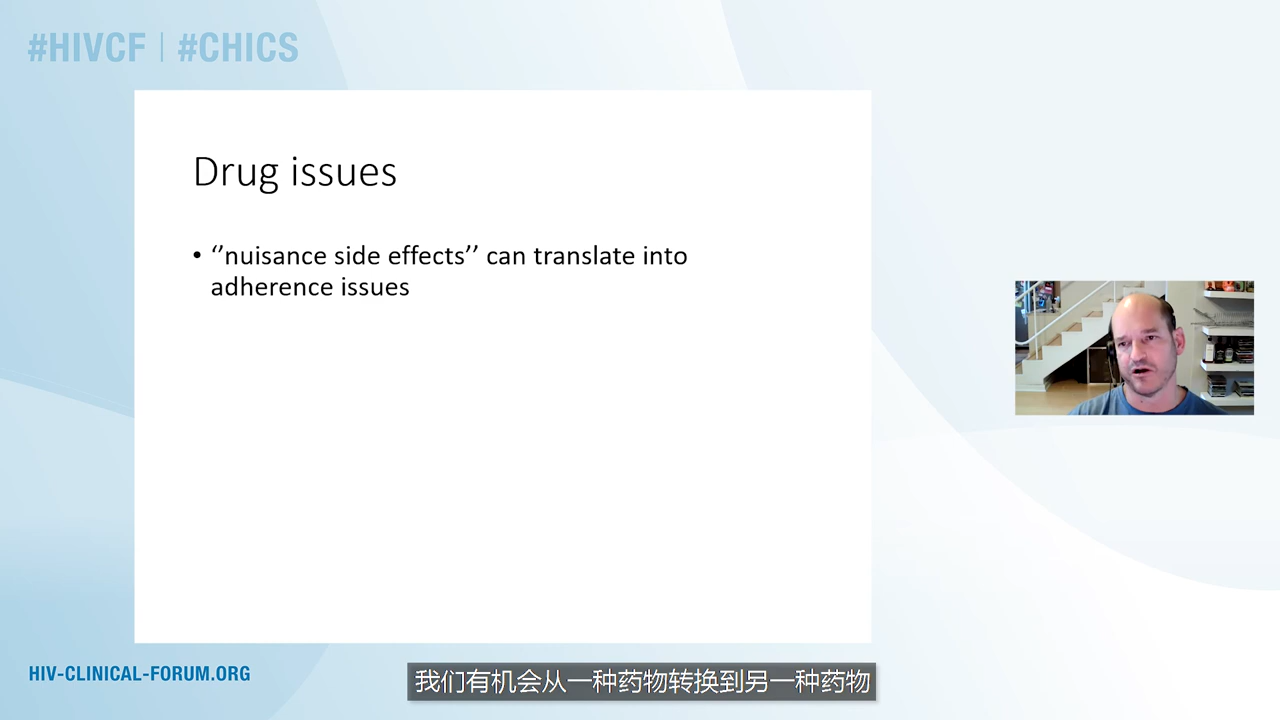 #HIVCF | #CHICS
Drug issues
• ‘’nuisance side effects’’ can translate into
adherence issues
HIV-CLINICAL-FORUM.ORG
我们有机会从一种药物转换到另一种药物